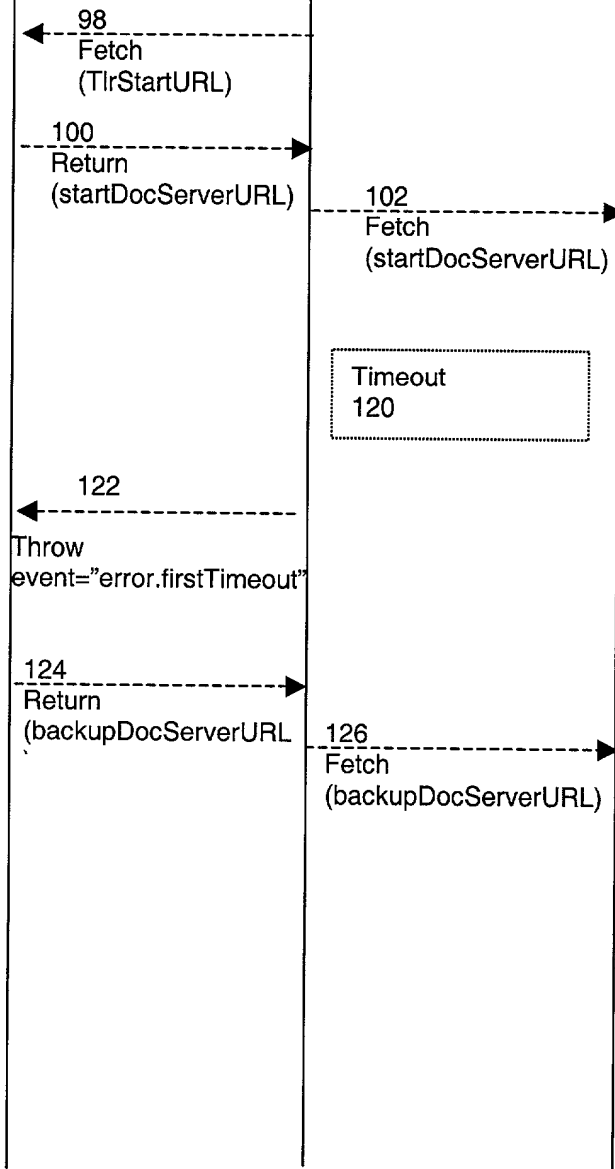 98
Fetch
(TlrStartURL)
100
Return
(startDocServerURL)
102
Fetch
(startDocServerURL)
Timeout
120
122
Throw
event=”error.firstTimeout”
124
Return
(backupDocServerURL
126
Fetch
(backupDocServerURL)